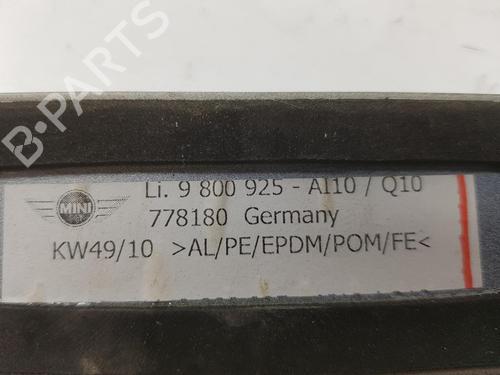 B-PARTS
MINI
Li. 9 800 925 - AI10 / Q10
778180 Germany
KW49/10 >AL/PE/EPDM/POM/FE<